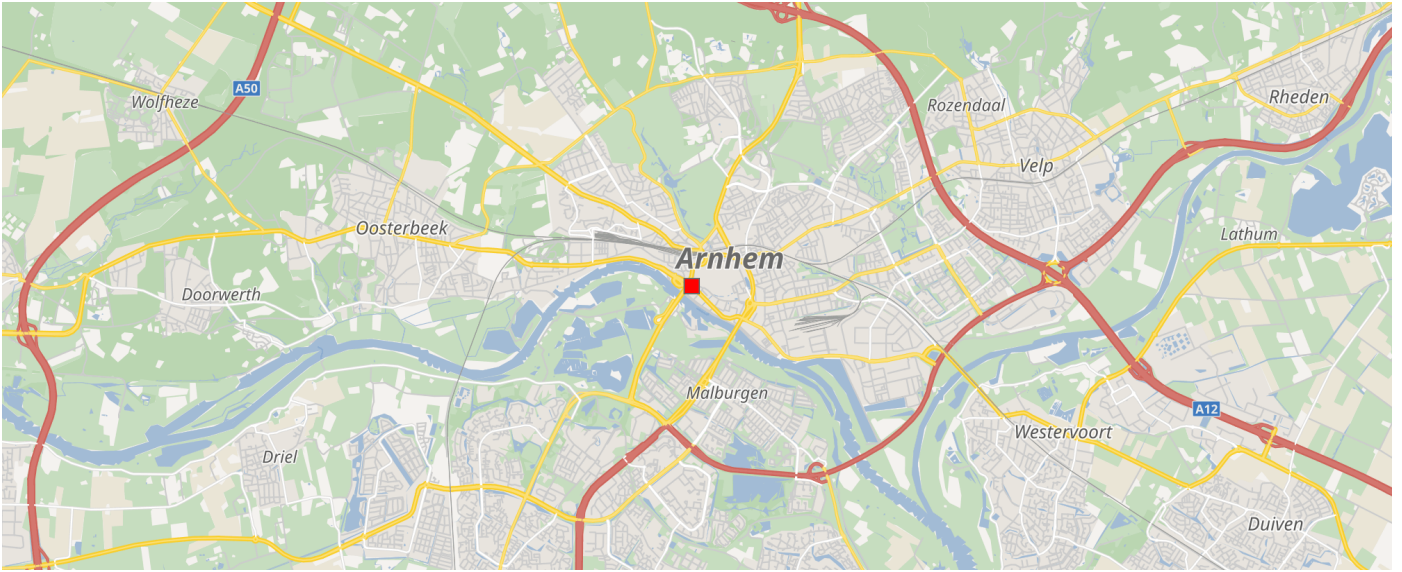 A50
Wolfheze
Rozendaal
Rheden
Velp
Oosterbeek
Lathum
Arnhem
Doorwerth
Malburgen
A12
Westervoort
Driel
Duiven